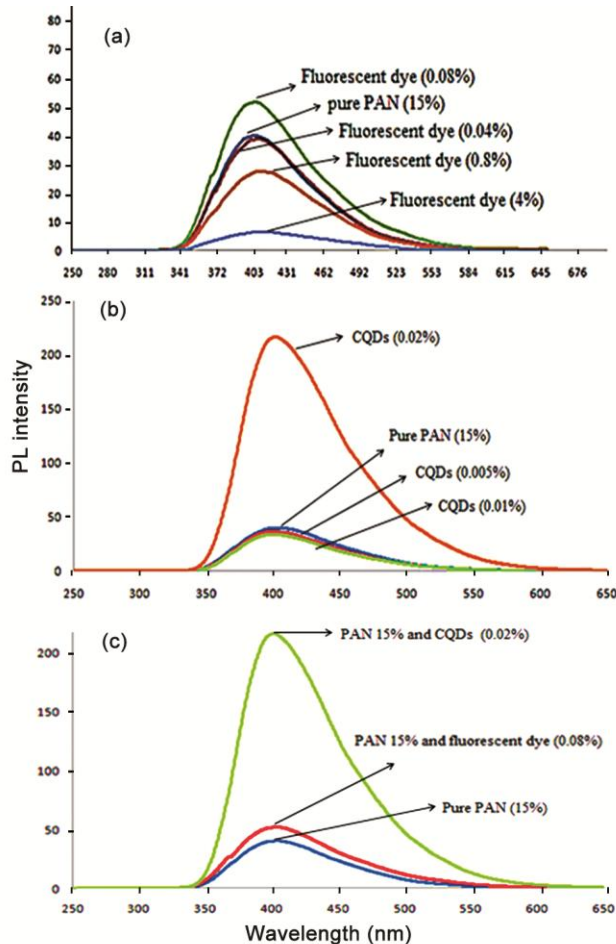 (a)
80
70
60
50
40
30
20
10
0
Fluorescent dye (0.08%)
pure PAN (15%)
Fluorescent dye (0.04%)
Fluorescent dye (0.8%)
Fluorescent dye (4%)
250 280 311 341 372 403 431 462 492 523 553 584 615 645 676
(b)
250
200
150
100
50
0
CQDs (0.02%)
Pure PAN (15%)
CQDs (0.005%)
CQDs (0.01%)
250 300 350 400 450 500 550 600 650
PL intensity
(c)
200
150
100
50
0
PAN 15% and CQDs (0.02%)
PAN 15% and fluorescent dye (0.08%)
Pure PAN (15%)
250 300 350 400 450 500 550 600 650
Wavelength (nm)